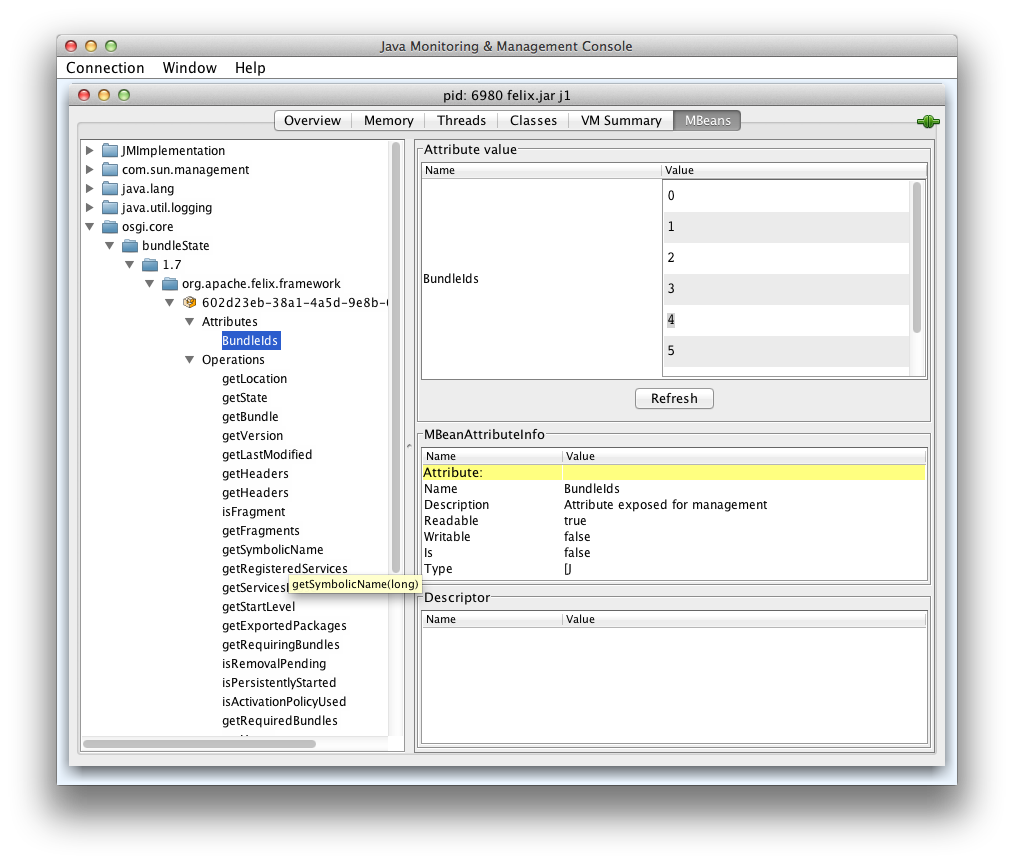 Java Monitoring & Management Console
Connection Window Help
pid: 6980 felix.jar j1
Overview Memory Threads Classes VM Summary MBeans
JMImplementation
com.sun.management
java.lang
java.util.logging
osgi.core
bundleState
1.7
org.apache.felix.framework
602d23eb-38a1-4a5d-9e8b-
Attributes
BundleIds
Operations
getLocation
getState
getBundle
getVersion
getLastModified
getHeaders
getHeaders
isFragment
getFragments
getSymbolicName
getRegisteredServices
getSymbolicName(long)
getServicesI
getStartLevel
getExportedPackages
getRequiringBundles
isRemovalPending
isPersistentlyStarted
isActivationPolicyUsed
getRequiredBundles
Attribute value
Name Value
BundleIds
0
1
2
3
4
5
Refresh
MBeanAttributeInfo
Name Value
Attribute:
Name BundleIds
Description Attribute exposed for management
Readable true
Writable false
Is false
Type [J
Descriptor
Name Value